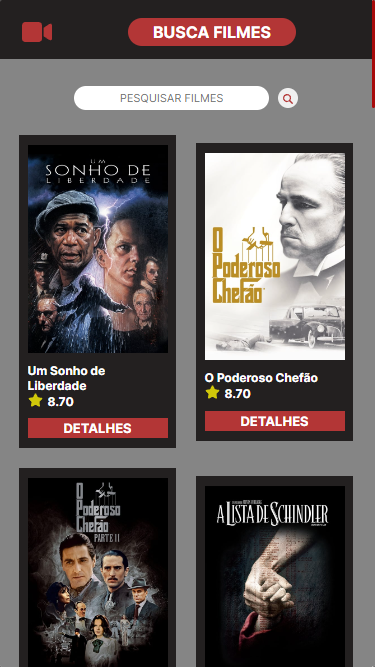 BUSCA FILMES
PESQUISAR FILMES
UM
SONHO DE
LIBERDADE
Um Sonho de
Liberdade
8.70
DETALHES
O
Poderoso
Chefão
O Poderoso Chefão
8.70
DETALHES
O
Poderoso
Chefão
PARTE II
A LISTA DE SCHINDLER